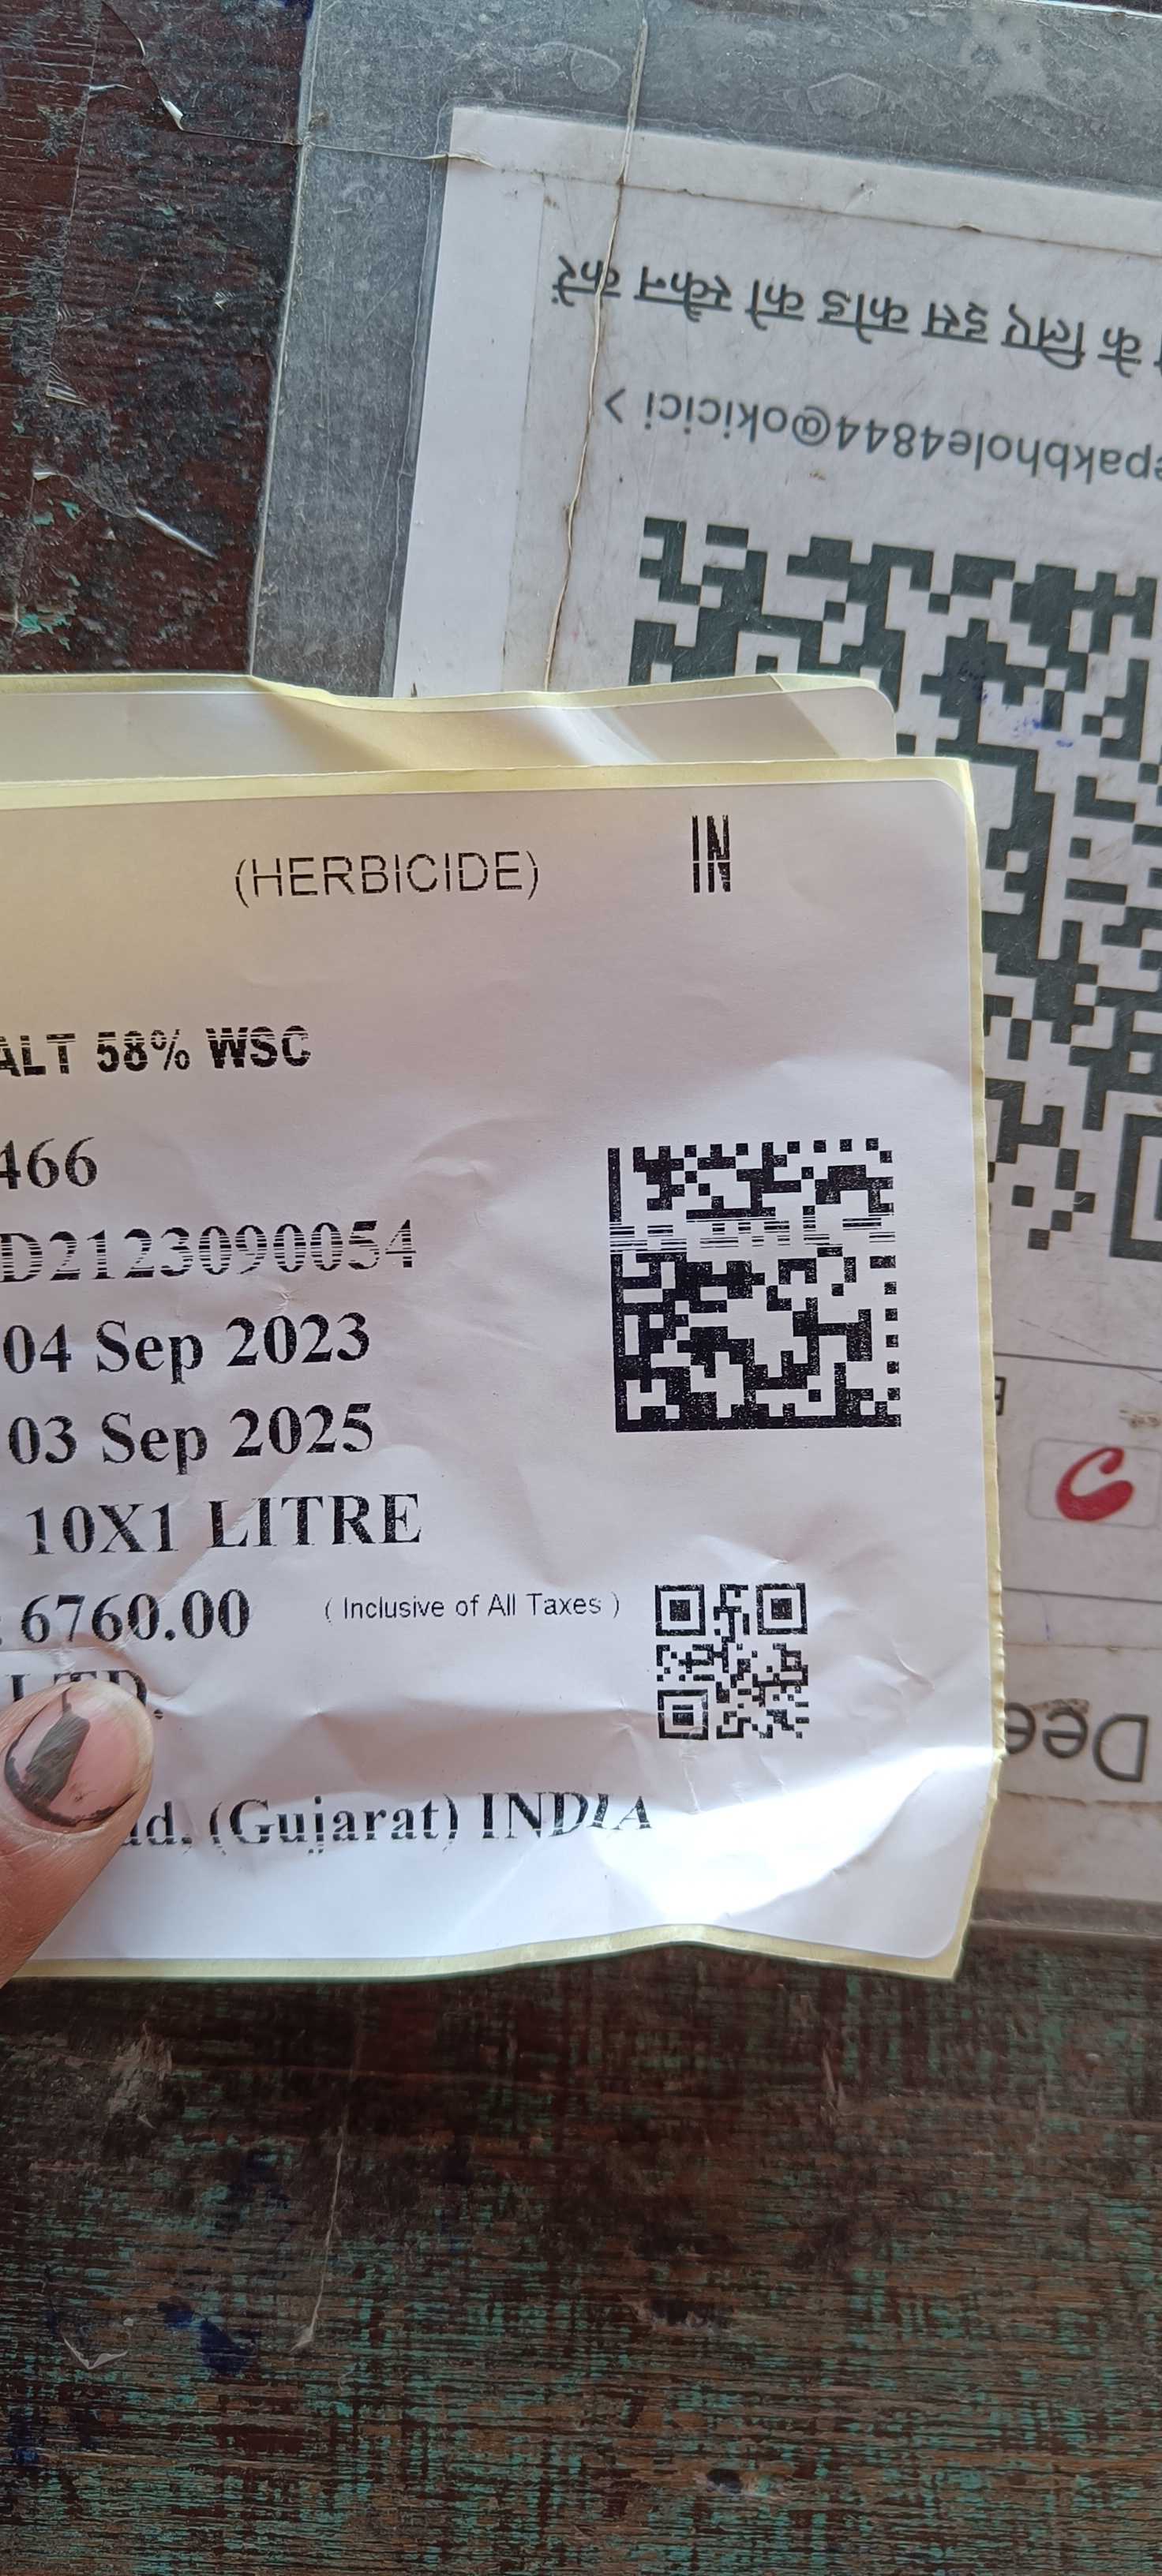 के लिए इस कोड को स्कैन करें
epakbhole4844@okicici >
(HERBICIDE)
IN
ALT 58% WSC
466
D2123090054
04 Sep 2023
03 Sep 2025
10X1 LITRE
: 6760.00 ( Inclusive of All Taxes )
LTD.
ad. (Gujarat) INDIA
Dee